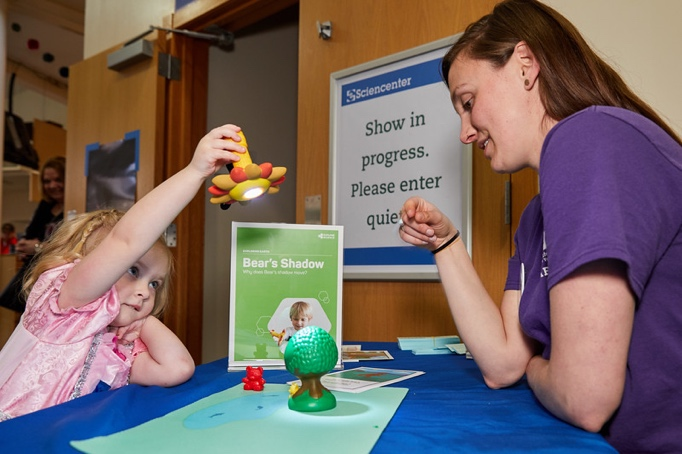 Sciencenter
Show in
progress.
Please enter
Bear's Shadow
Why does Bear's shadow move?